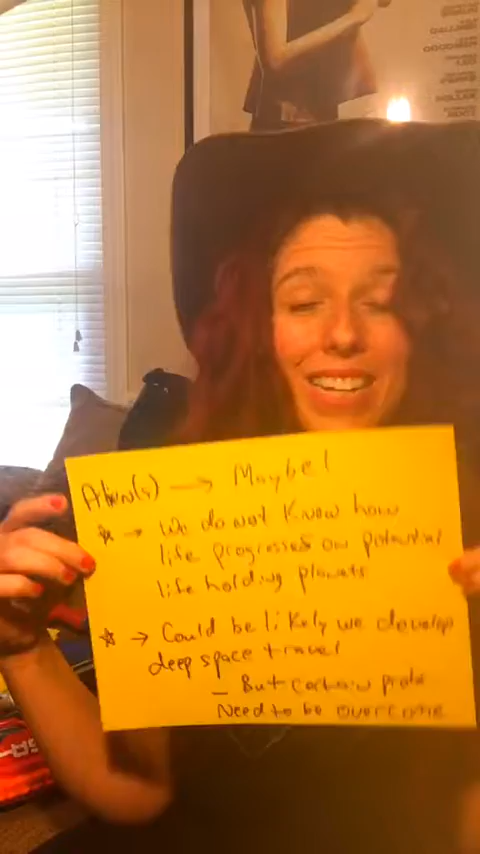 Alien(s) → Maybe!
☆ → We do not know how
life progresses on potential
life holding planets
☆ → Could be likely we develop
deep space travel
- But certain probs
Need to be overcome